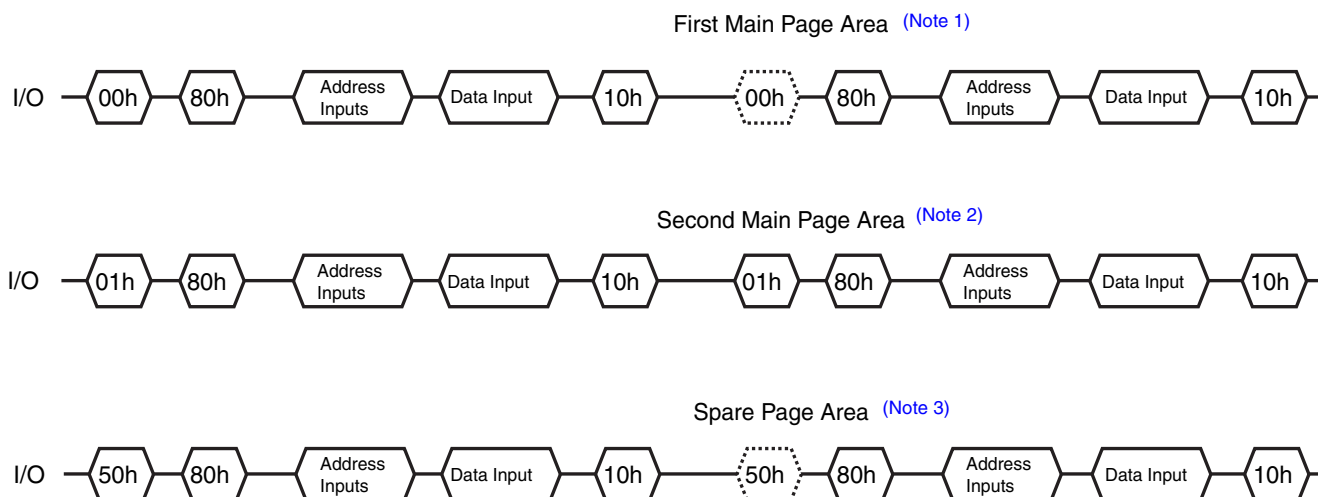 First Main Page Area (Note 1)
I/O 00h 80h Address Inputs Data Input 10h 00h 80h Address Inputs Data Input 10h
Second Main Page Area (Note 2)
I/O 01h 80h Address Inputs Data Input 10h 01h 80h Address Inputs Data Input 10h
Spare Page Area (Note 3)
I/O 50h 80h Address Inputs Data Input 10h 50h 80h Address Inputs Data Input 10h